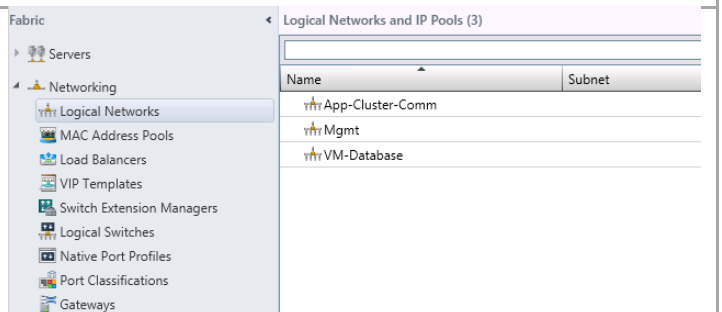 Fabric
Servers
Networking
Logical Networks
MAC Address Pools
Load Balancers
VIP Templates
Switch Extension Managers
Logical Switches
Native Port Profiles
Port Classifications
Gateways
Logical Networks and IP Pools (3)
Name Subnet
App-Cluster-Comm
Mgmt
VM-Database